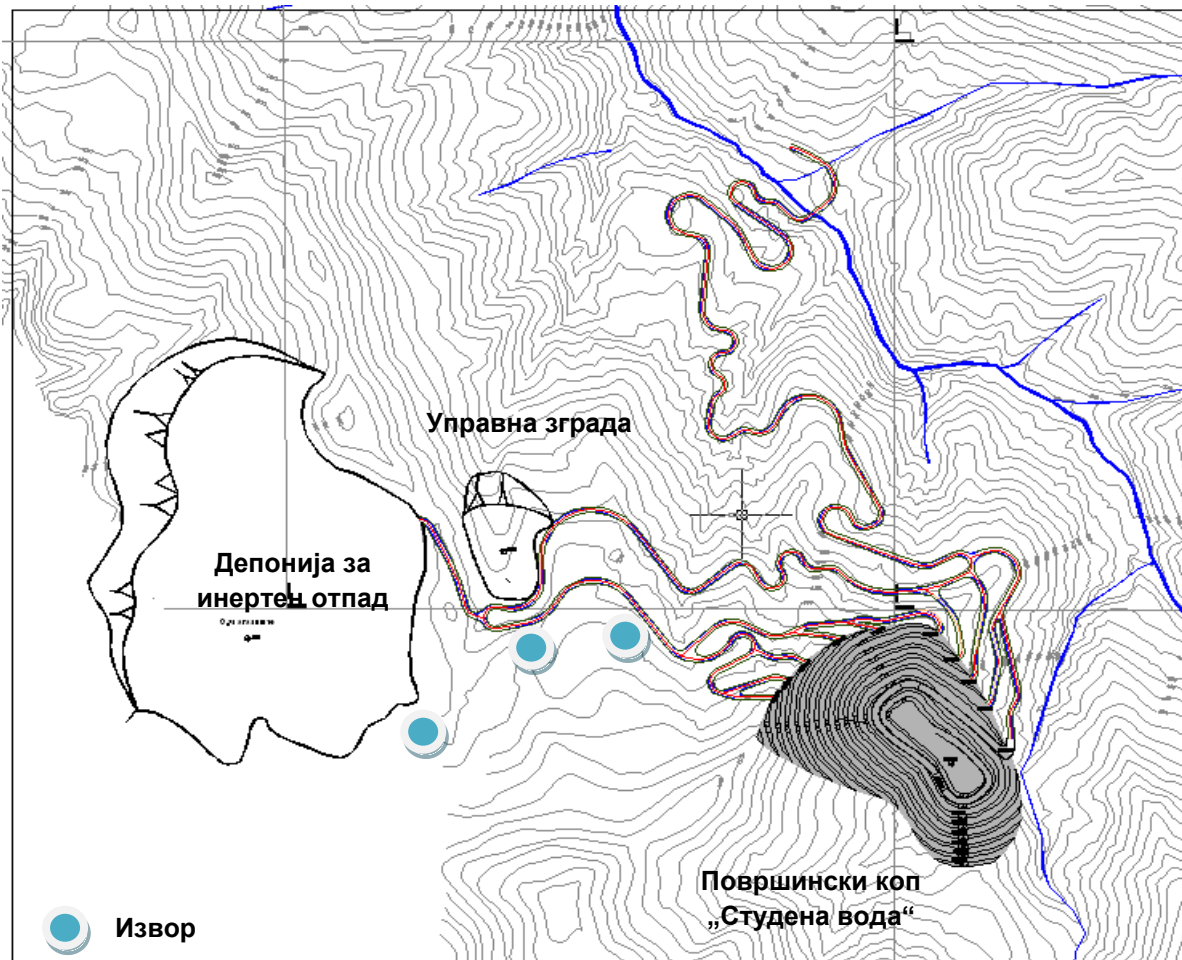 Управна зграда
Депонија за
инертен отпад
Површински коп
„Студена вода“
Извор